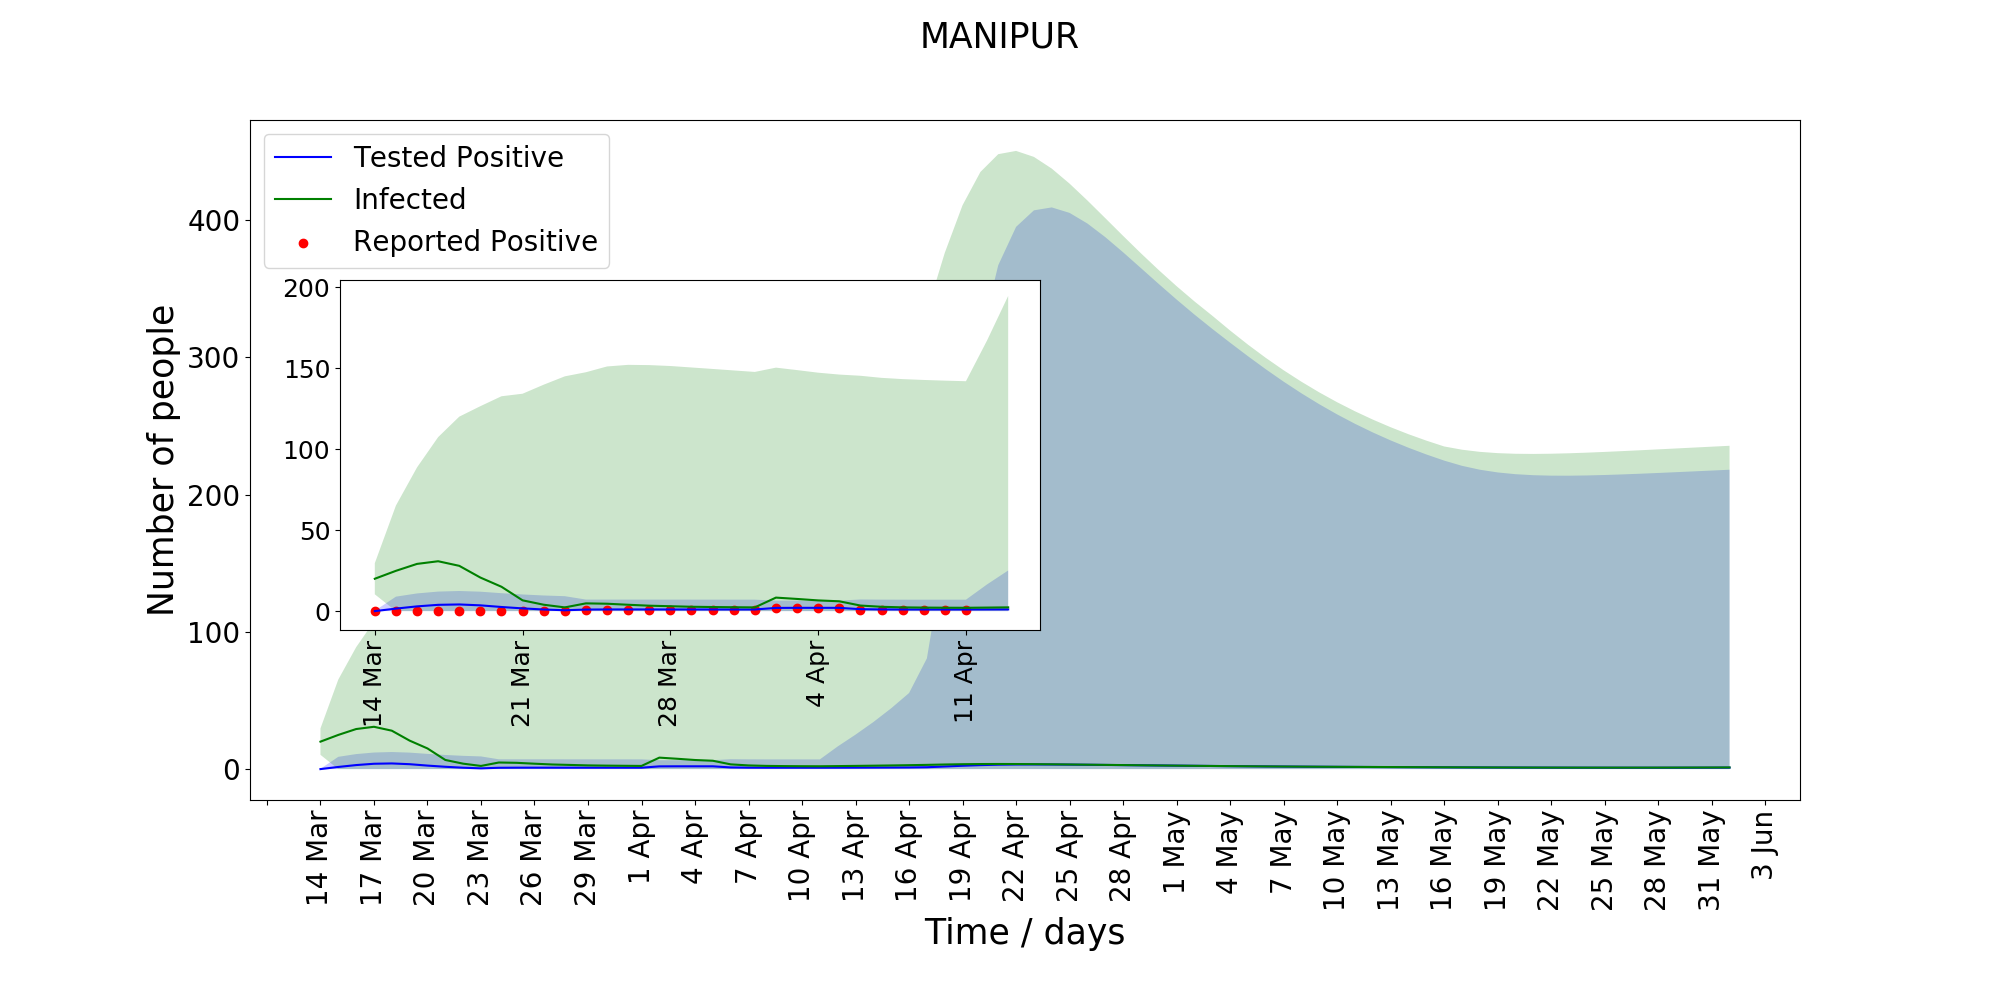 MANIPUR
Tested Positive
Infected
Reported Positive
Number of people
400
300
200
100
0
200
150
100
50
0
14 Mar
21 Mar
28 Mar
4 Apr
11 Apr
14 Mar
17 Mar
20 Mar
23 Mar
26 Mar
29 Mar
1 Apr
4 Apr
7 Apr
10 Apr
13 Apr
16 Apr
19 Apr
22 Apr
25 Apr
28 Apr
1 May
4 May
7 May
10 May
13 May
16 May
19 May
22 May
25 May
28 May
31 May
3 Jun
Time / days